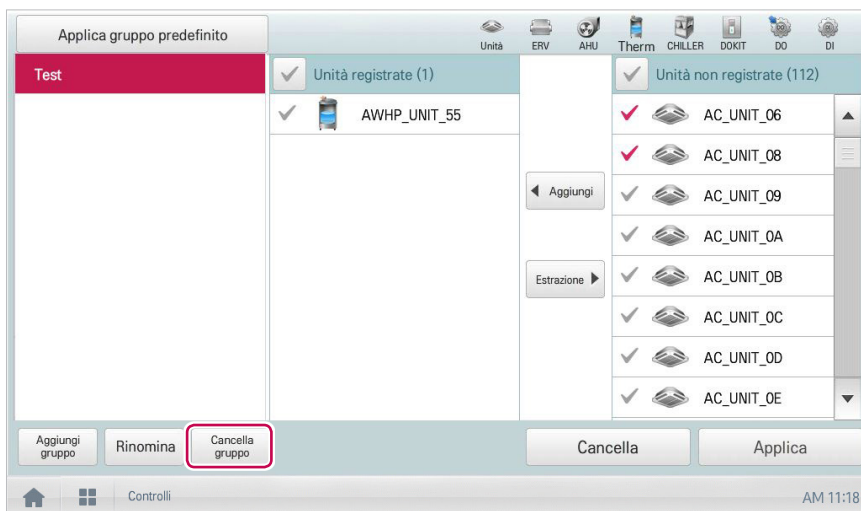 Applica gruppo predefinito
Unità
ERV
AHU
Therm
CHILLER
DOKIT
DO
DI
Test
Unità registrate (1)
Unità non registrate (112)
AWHP_UNIT_55
AC_UNIT_06
AC_UNIT_08
Aggiungi
AC_UNIT_09
AC_UNIT_0A
Estrazione
AC_UNIT_0B
AC_UNIT_0C
AC_UNIT_0D
AC_UNIT_0E
Aggiungi
gruppo
Rinomina
Cancella
gruppo
Cancella
Applica
Controlli
AM 11:18